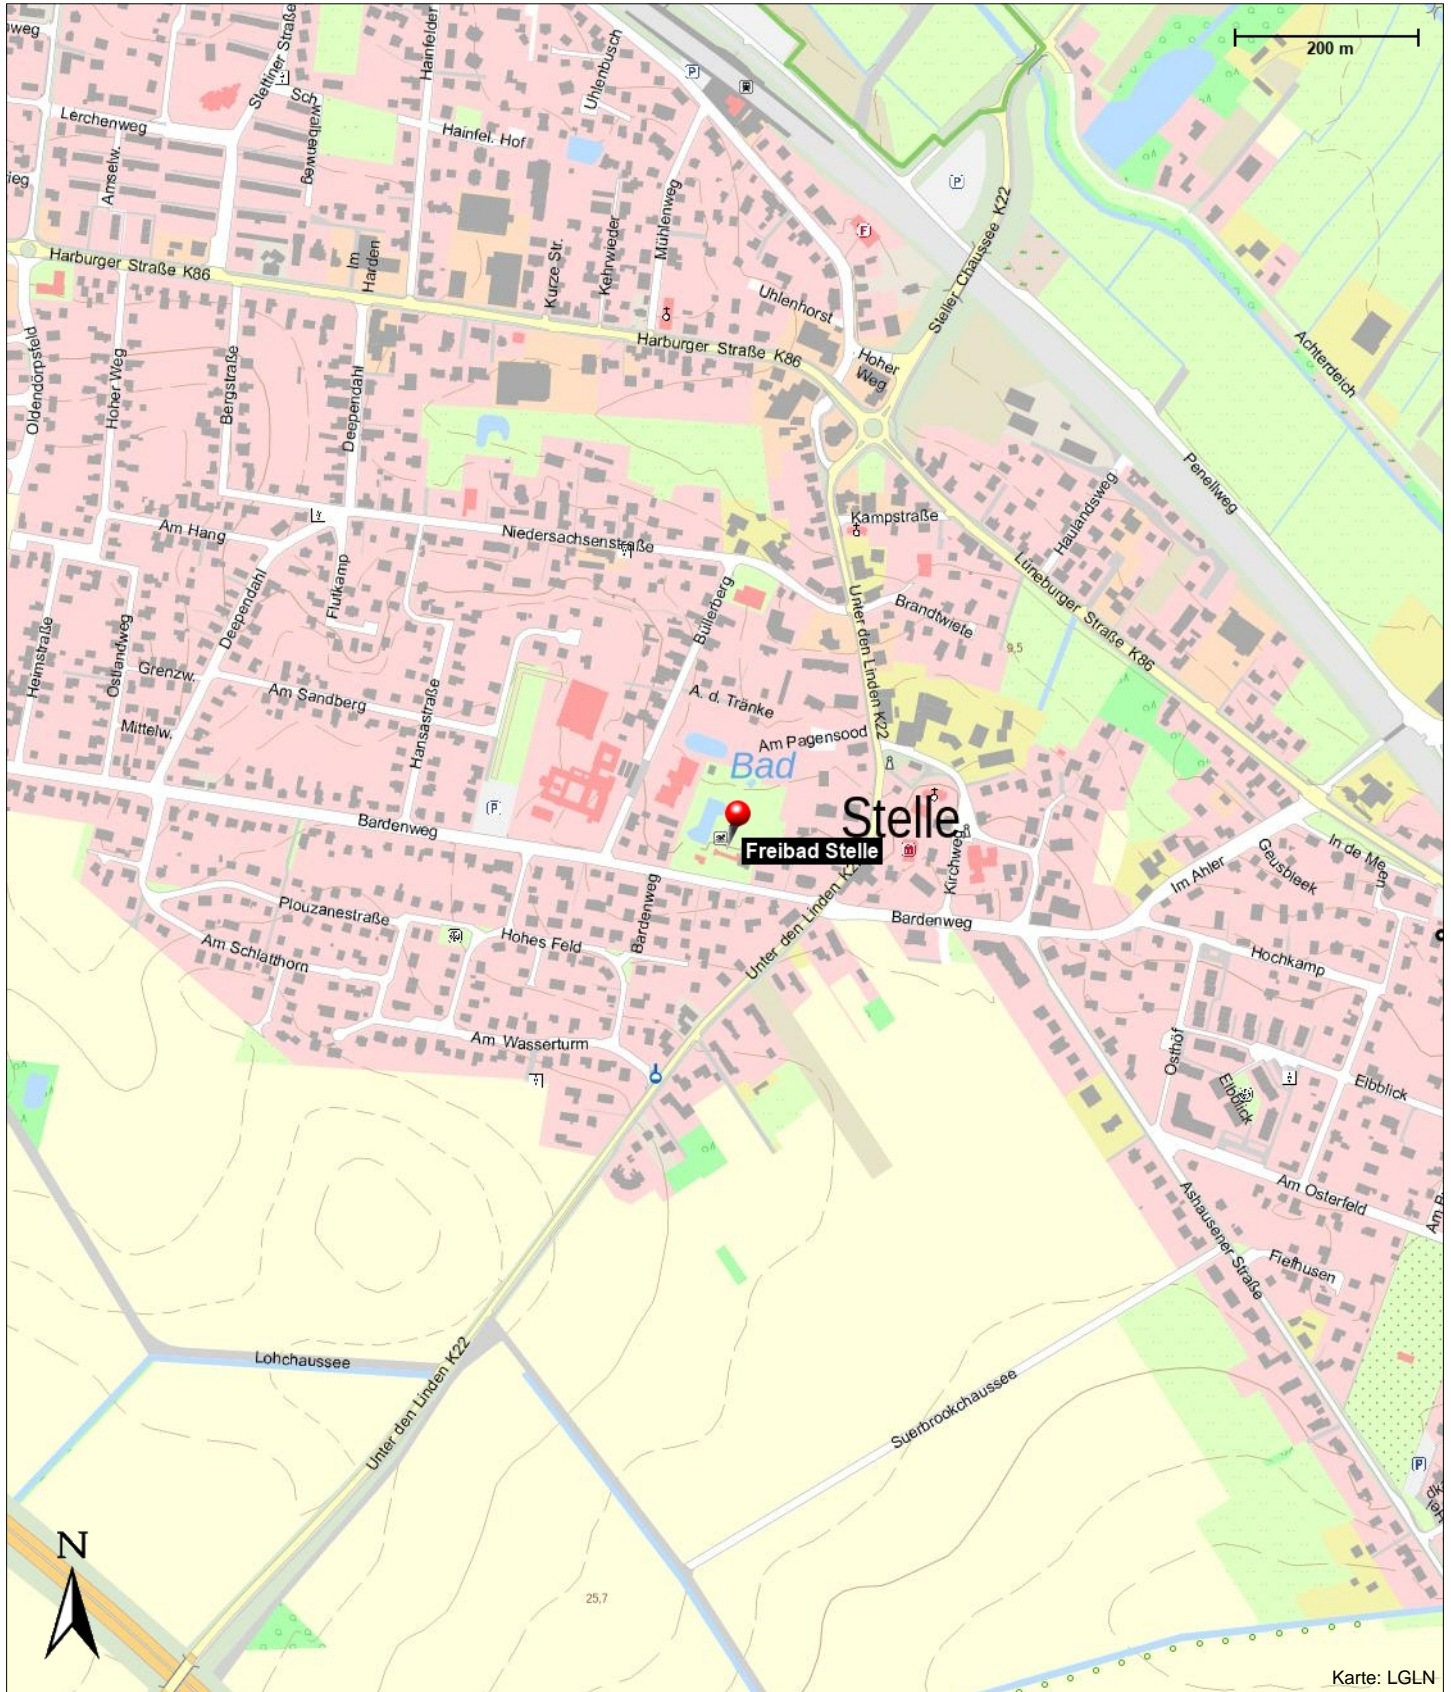 200 m
Stettiner Straße
Hainfelder
Uhlenbusch
Schwalbenweg
Lerchenweg
Amselw.
Hainfel. Hof
Mühlenweg
Kehrwieder
Kurze Str.
Im
Harden
Harburger Straße K86
Uhlenhorst
Steller Chaussee K22
Harburger Straße K86
Hoher
Weg
Achterdeich
Oldendorpsfeld
Hoher Weg
Bergstraße
Deependahl
Penellweg
Haulandsweg
Kampstraße
Am Hang
Niedersachsenstraße
Lüneburger Straße K86
Flutkamp
Deependahl
Büllerberg
Unter den Linden K22
Brandtwiete
9,5
Heimstraße
Ostlandweg
Grenzw.
Am Sandberg
Hansastraße
A. d. Tränke
Mittelw.
Am Pagensood
Bad
Stelle
Freibad Stelle
Bardenweg
Kirchweg
In de Meen
Geusbleek
Im Ahler
Plouzanestraße
Hohes Feld
Bardenweg
Bardenweg
Am Schlatthorn
Unter den Linden K22
Hochkamp
Am Wasserturm
Osthöf
Elbblick
Elbblick
Am Osterfeld
Ashausener Straße
Fiefhusen
Lohchaussee
Unter den Linden K22
Suerbrookchaussee
25,7
N
Karte: LGLN